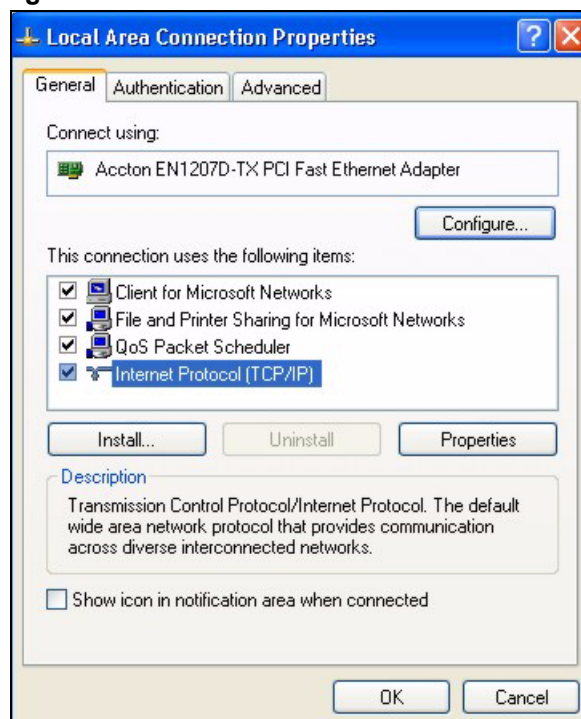 Local Area Connection Properties
General Authentication Advanced
Connect using:
Accton EN1207D-TX PCI Fast Ethernet Adapter
Configure...
This connection uses the following items:
Client for Microsoft Networks
File and Printer Sharing for Microsoft Networks
QoS Packet Scheduler
Internet Protocol (TCP/IP)
Install... Uninstall Properties
Description
Transmission Control Protocol/Internet Protocol. The default
wide area network protocol that provides communication
across diverse interconnected networks.
Show icon in notification area when connected
OK Cancel